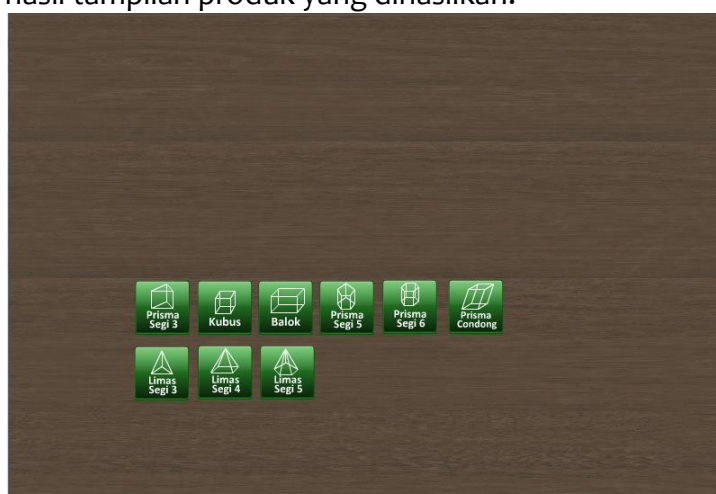 hasil tampilan produk yang dihasilkan.
Prisma
Segi 3
Kubus
Balok
Prisma
Segi 5
Prisma
Segi 6
Prisma
Condong
Limas
Segi 3
Limas
Segi 4
Limas
Segi 5